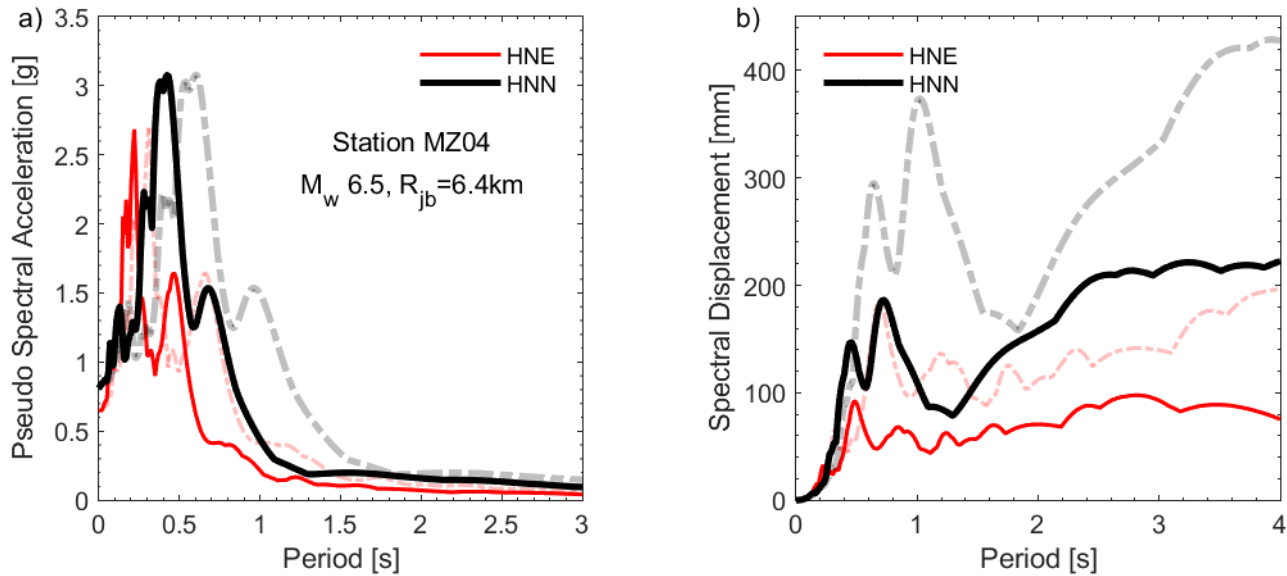 a)
Pseudo Spectral Acceleration [g]
3.5
3
2.5
2
1.5
1
0.5
0
HNE
HNN
Station MZ04
M_w 6.5, R_jb=6.4km
0 0.5 1 1.5 2 2.5 3
Period [s]
b)
Spectral Displacement [mm]
400
300
200
100
0
HNE
HNN
0 1 2 3 4
Period [s]